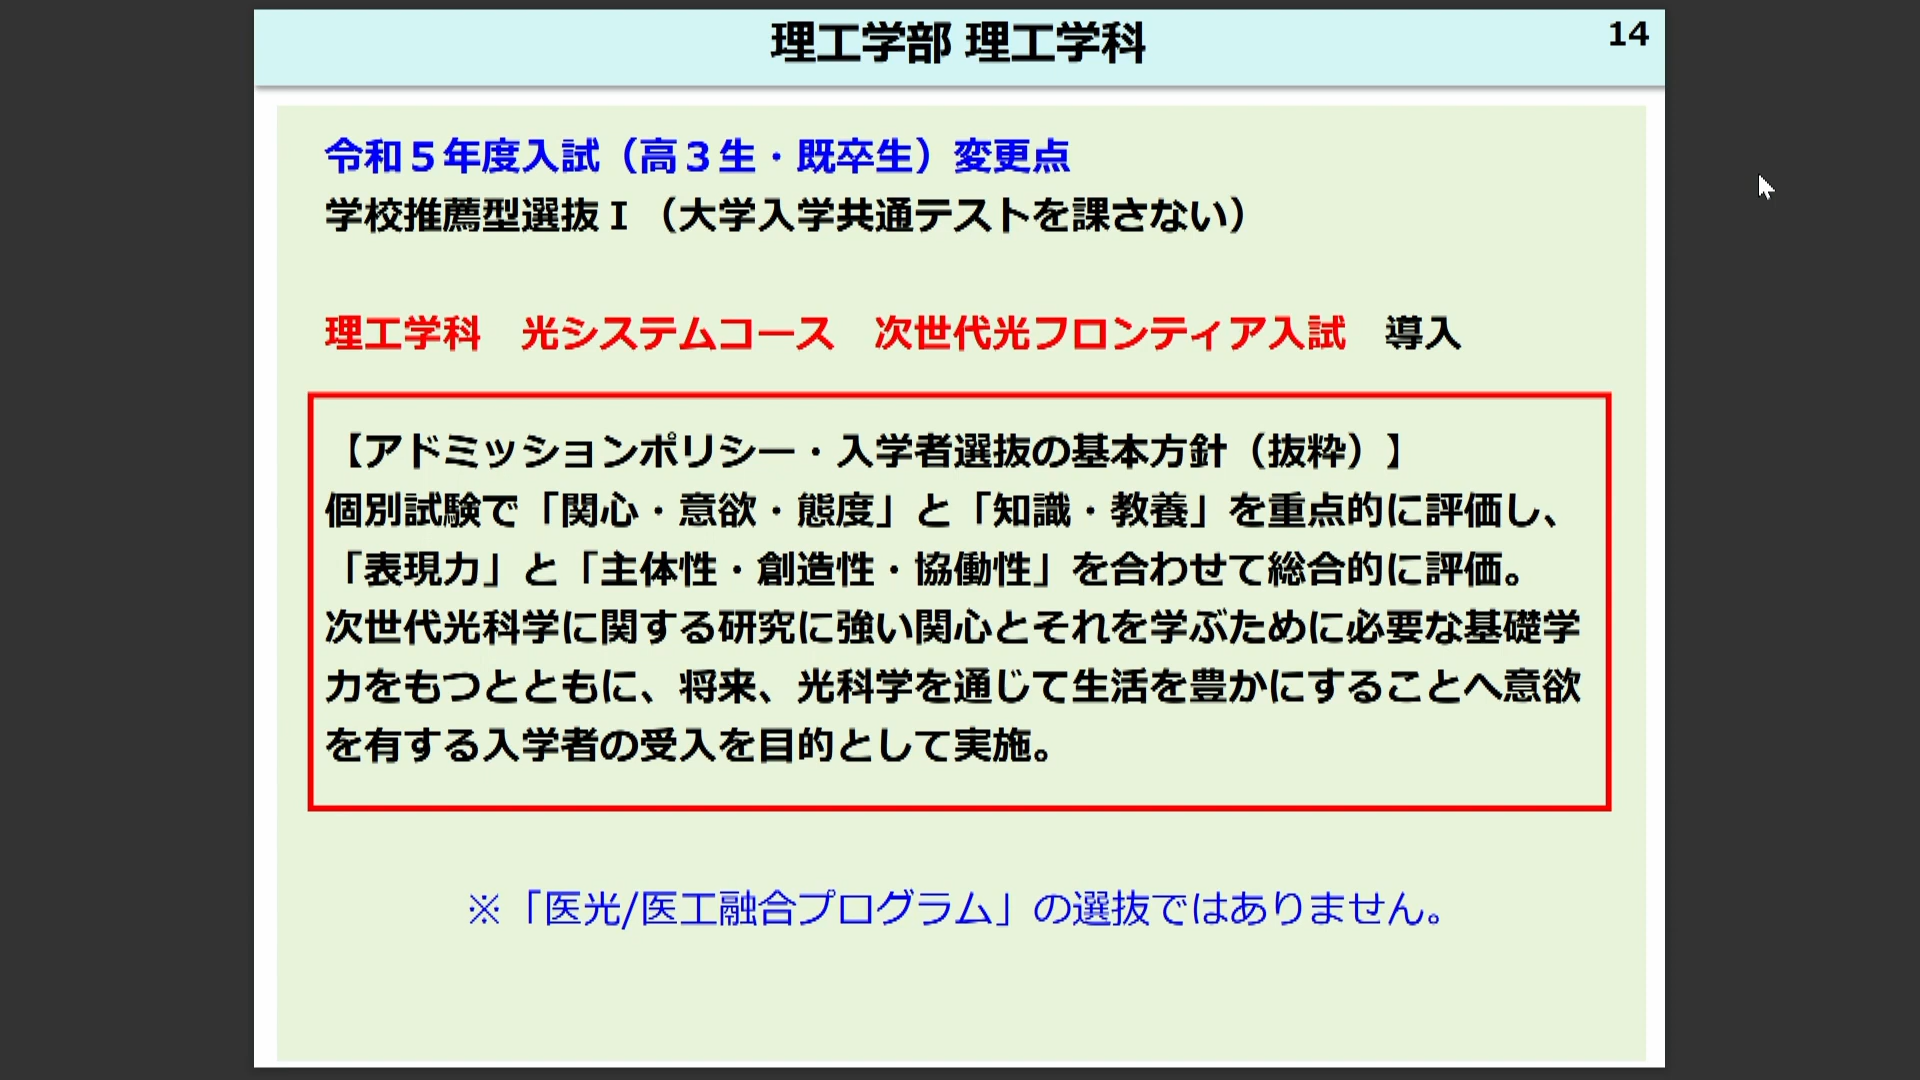 理工学部 理工学科
14
令和５年度入試（高３生・既卒生）変更点
学校推薦型選抜Ⅰ（大学入学共通テストを課さない）
理工学科　光システムコース　次世代光フロンティア入試　導入
【アドミッションポリシー・入学者選抜の基本方針（抜粋）】
個別試験で「関心・意欲・態度」と「知識・教養」を重点的に評価し、
「表現力」と「主体性・創造性・協働性」を合わせて総合的に評価。
次世代光科学に関する研究に強い関心とそれを学ぶために必要な基礎学
力をもつとともに、将来、光科学を通じて生活を豊かにすることへ意欲
を有する入学者の受入を目的として実施。
※「医光/医工融合プログラム」の選抜ではありません。